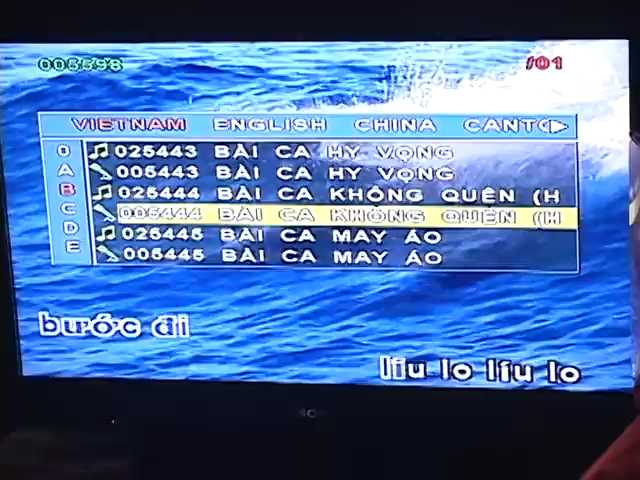 005598
/01
VIETNAM ENGLISH CHINA
0
A
B
C
D
E
025443 BÀI CA HY VỌNG
005443 BÀI CA HY VỌNG
025444 BÀI CA KHÔNG QUÊN (H
005444 BÀI CA KHÔNG QUÊN (H
025445 BÀI CA MAY ÁO
005445 BÀI CA MAY ÁO
bước đi
líu lo líu lo